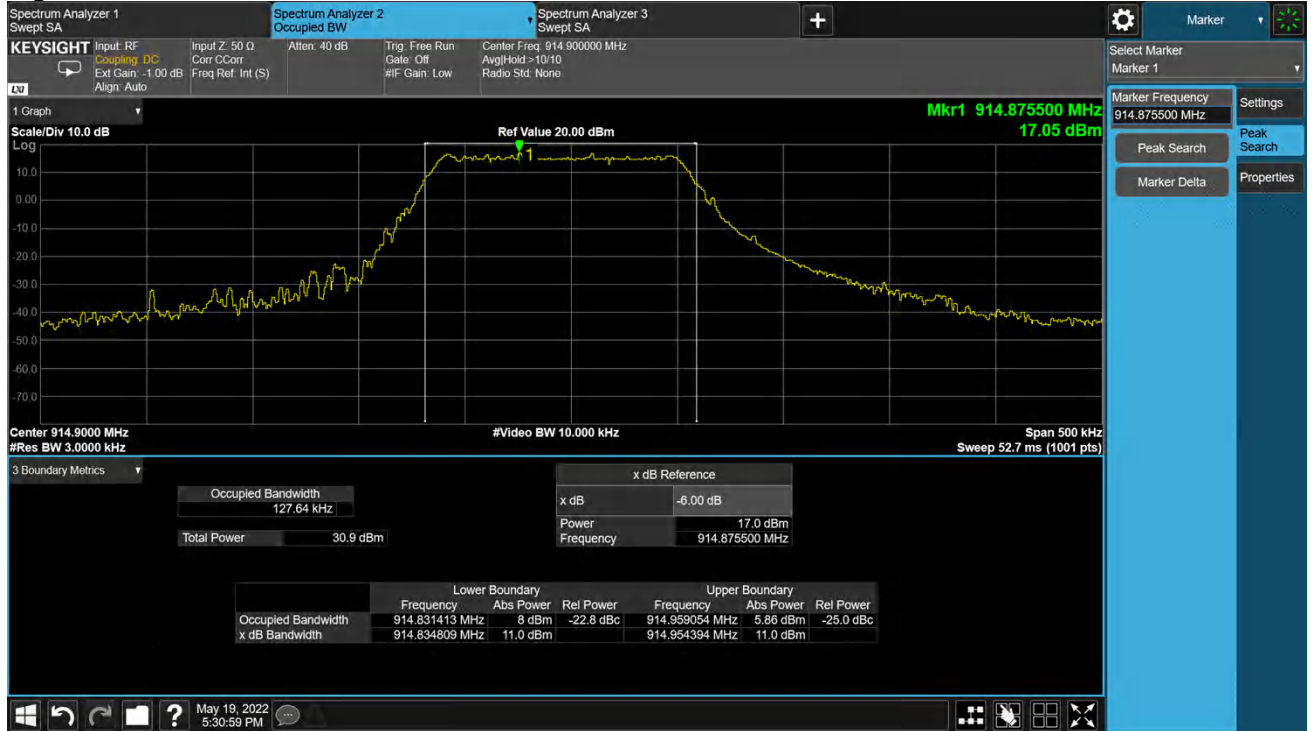 Spectrum Analyzer 1
Swept SA
Spectrum Analyzer 2
Occupied BW
Spectrum Analyzer 3
Swept SA
Marker
KEYSIGHT
Input: RF
Coupling: DC
Ext Gain: -1.00 dB
Align: Auto
Input Z: 50 Ω
Corr CCorr
Freq Ref: Int (S)
Atten: 40 dB
Trig: Free Run
Gate: Off
#IF Gain: Low
Center Freq: 914.900000 MHz
Avg|Hold:>10/10
Radio Std: None
LXI
Select Marker
Marker 1
Marker Frequency
914.875500 MHz
Peak Search
Marker Delta
Settings
Peak
Search
Properties
1 Graph
Scale/Div 10.0 dB
Ref Value 20.00 dBm
Mkr1 914.875500 MHz
17.05 dBm
Log
1
10.0
0.00
-10.0
-20.0
-30.0
-40.0
-50.0
-60.0
-70.0
Center 914.9000 MHz
#Video BW 10.000 kHz
Span 500 kHz
#Res BW 3.0000 kHz
Sweep 52.7 ms (1001 pts)
3 Boundary Metrics
Occupied Bandwidth
127.64 kHz
Total Power 30.9 dBm
x dB Reference
x dB -6.00 dB
Power 17.0 dBm
Frequency 914.875500 MHz
Lower Boundary Upper Boundary
Frequency Abs Power Rel Power Frequency Abs Power Rel Power
Occupied Bandwidth 914.831413 MHz 8 dBm -22.8 dBc 914.959054 MHz 5.86 dBm -25.0 dBc
x dB Bandwidth 914.834809 MHz 11.0 dBm 914.954394 MHz 11.0 dBm
?
May 19, 2022
5:30:59 PM